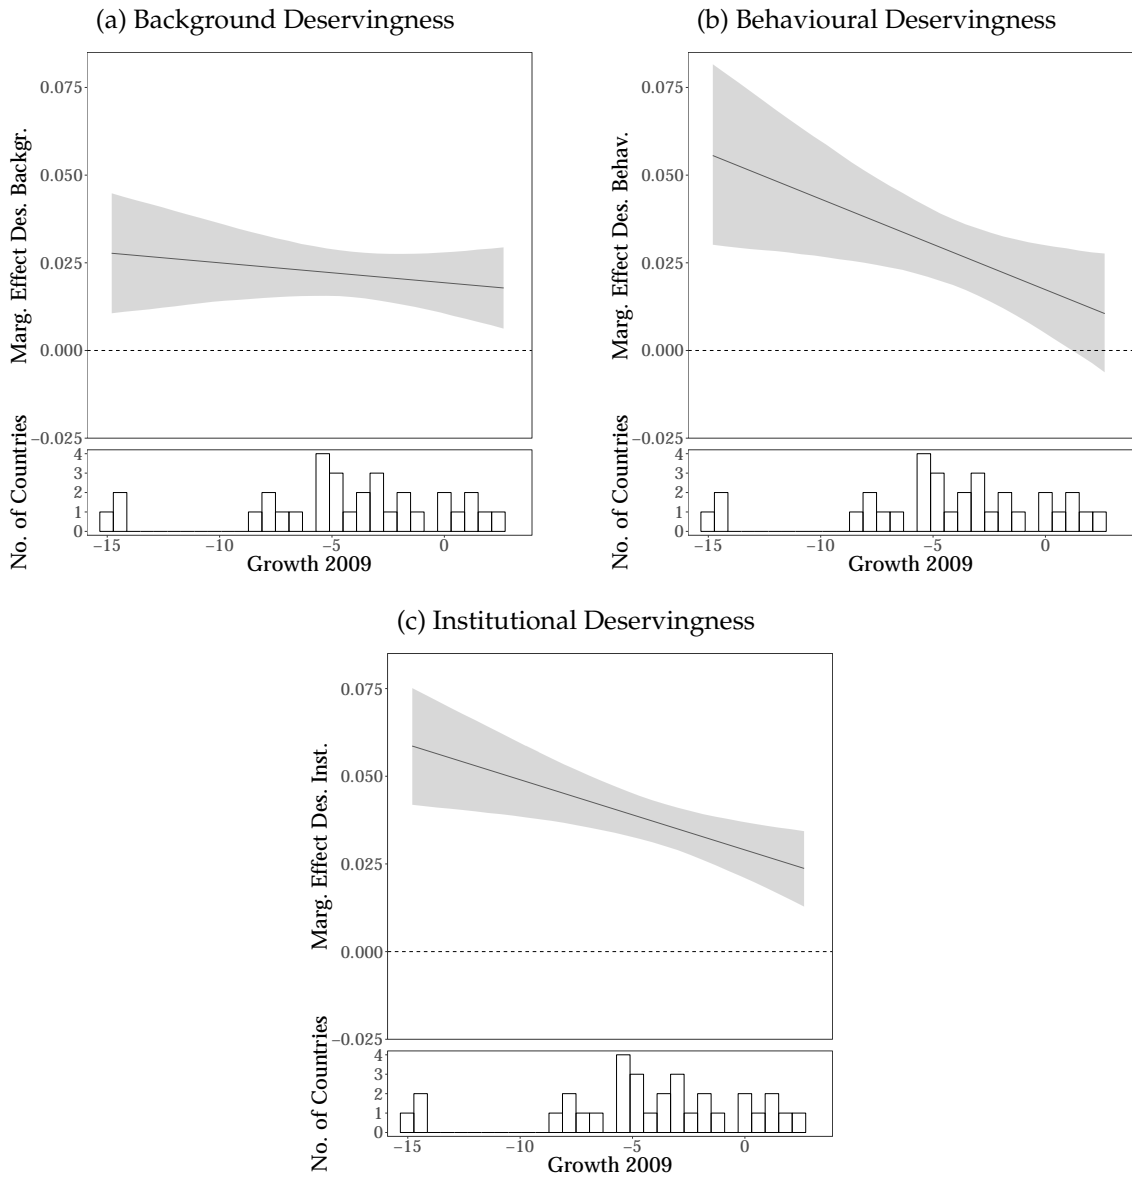 (a) Background Deservingness
Marg. Effect Des. Backgr.
0.075
0.050
0.025
0.000
−0.025
No. of Countries
4
3
2
1
0
−15 −10 −5 0
Growth 2009
(b) Behavioural Deservingness
Marg. Effect Des. Behav.
0.075
0.050
0.025
0.000
−0.025
No. of Countries
4
3
2
1
0
−15 −10 −5 0
Growth 2009
(c) Institutional Deservingness
Marg. Effect Des. Inst.
0.075
0.050
0.025
0.000
−0.025
No. of Countries
4
3
2
1
0
−15 −10 −5 0
Growth 2009